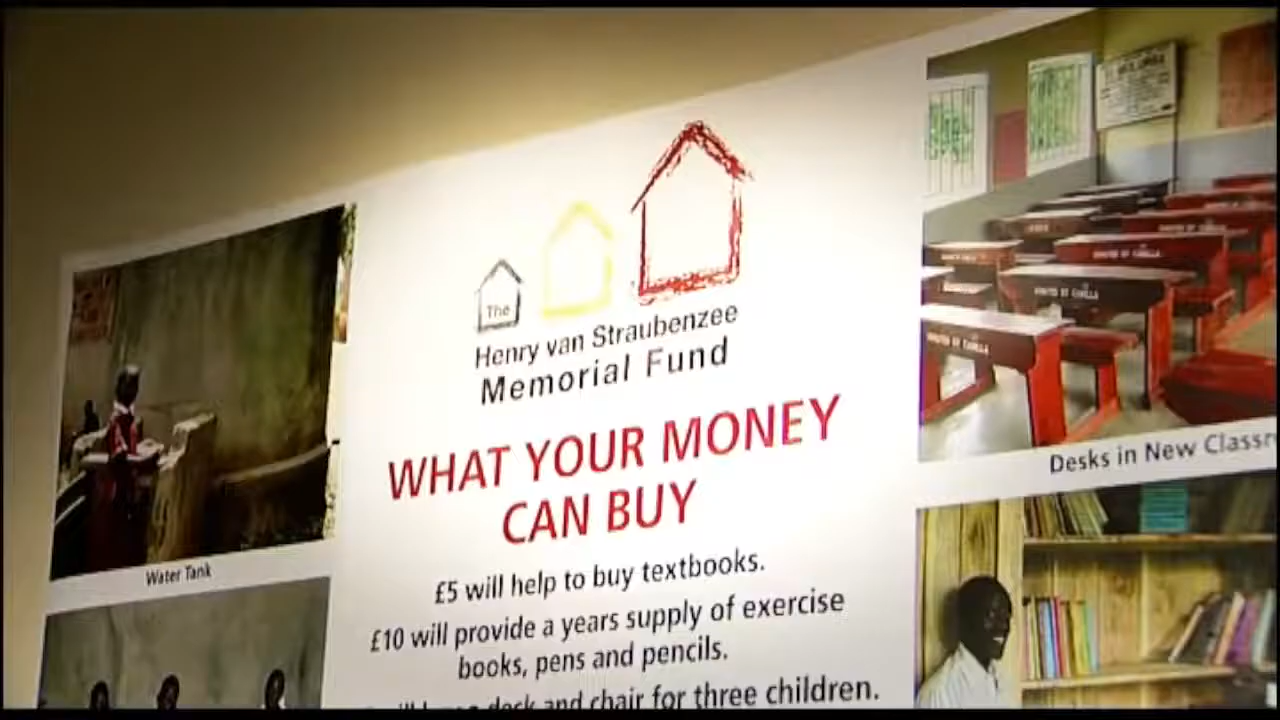 The
Henry van Straubenzee
Memorial Fund
WHAT YOUR MONEY
CAN BUY
£5 will help to buy textbooks.
£10 will provide a years supply of exercise
books, pens and pencils.
desk and chair for three children.
Water Tank
Desks in New